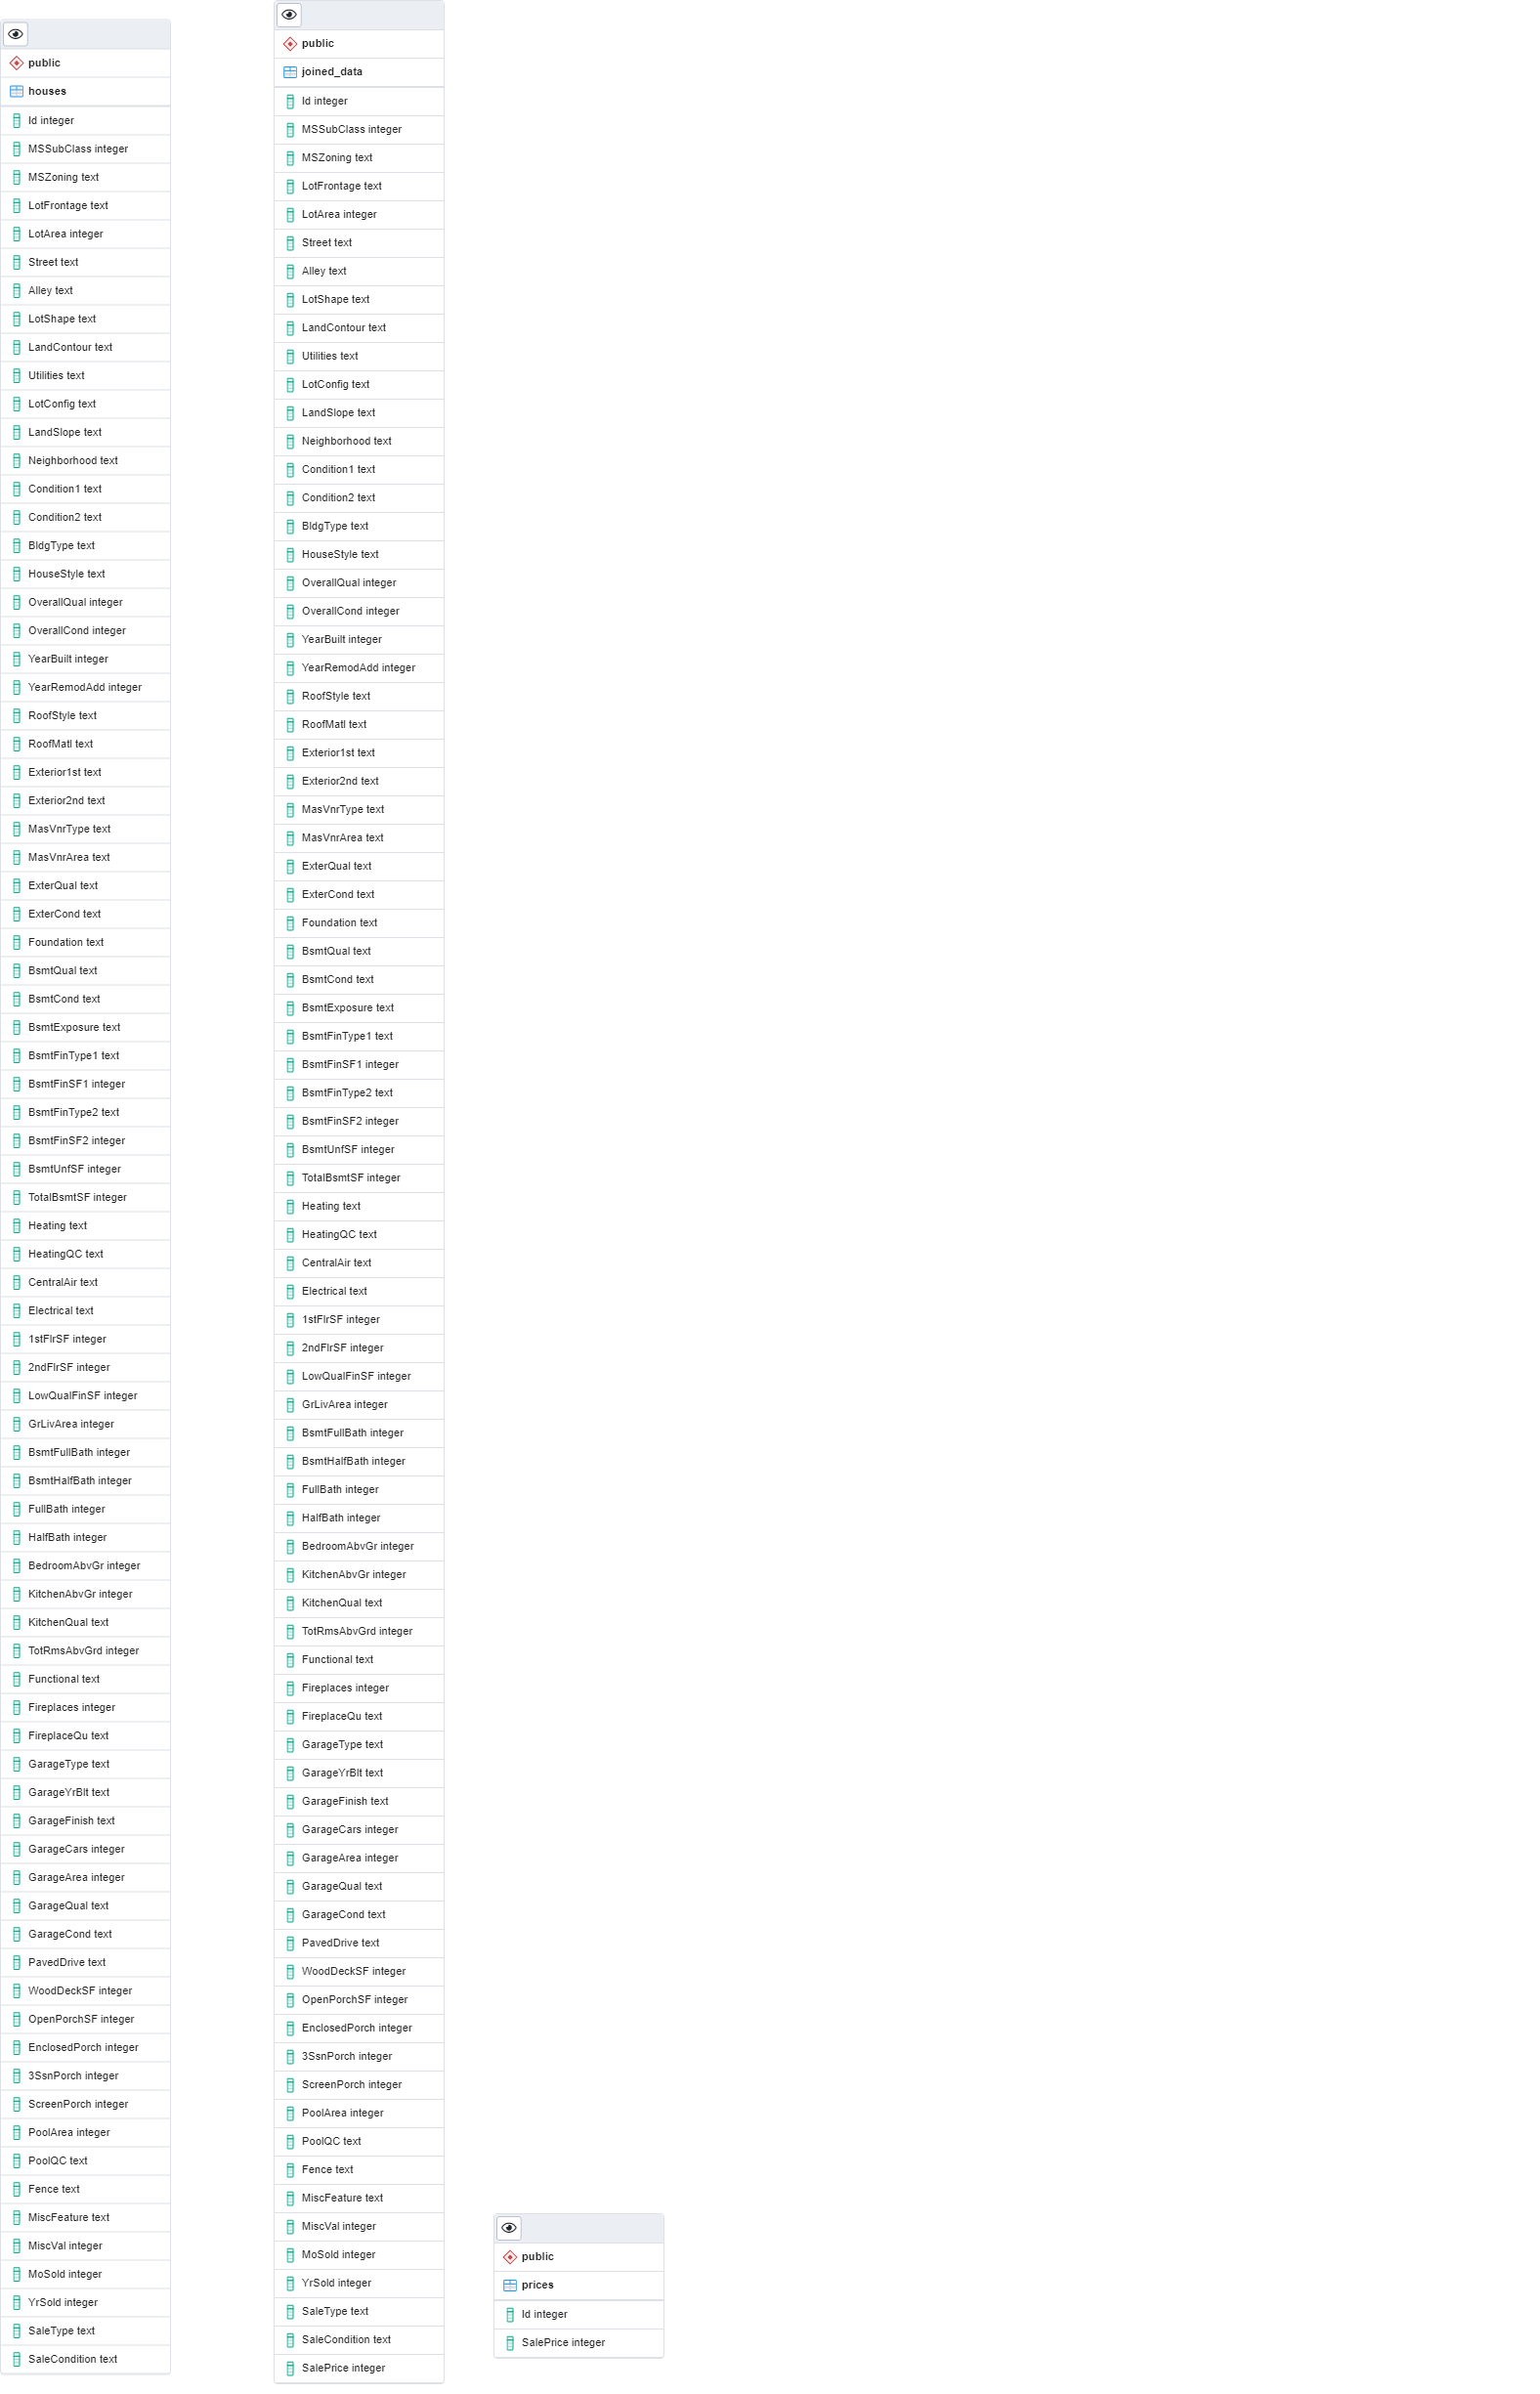 public
houses
Id integer
MSSubClass integer
MSZoning text
LotFrontage text
LotArea integer
Street text
Alley text
LotShape text
LandContour text
Utilities text
LotConfig text
LandSlope text
Neighborhood text
Condition1 text
Condition2 text
BldgType text
HouseStyle text
OverallQual integer
OverallCond integer
YearBuilt integer
YearRemodAdd integer
RoofStyle text
RoofMatl text
Exterior1st text
Exterior2nd text
MasVnrType text
MasVnrArea text
ExterQual text
ExterCond text
Foundation text
BsmtQual text
BsmtCond text
BsmtExposure text
BsmtFinType1 text
BsmtFinSF1 integer
BsmtFinType2 text
BsmtFinSF2 integer
BsmtUnfSF integer
TotalBsmtSF integer
Heating text
HeatingQC text
CentralAir text
Electrical text
1stFlrSF integer
2ndFlrSF integer
LowQualFinSF integer
GrLivArea integer
BsmtFullBath integer
BsmtHalfBath integer
FullBath integer
HalfBath integer
BedroomAbvGr integer
KitchenAbvGr integer
KitchenQual text
TotRmsAbvGrd integer
Functional text
Fireplaces integer
FireplaceQu text
GarageType text
GarageYrBlt text
GarageFinish text
GarageCars integer
GarageArea integer
GarageQual text
GarageCond text
PavedDrive text
WoodDeckSF integer
OpenPorchSF integer
EnclosedPorch integer
3SsnPorch integer
ScreenPorch integer
PoolArea integer
PoolQC text
Fence text
MiscFeature text
MiscVal integer
MoSold integer
YrSold integer
SaleType text
SaleCondition text
public
joined_data
Id integer
MSSubClass integer
MSZoning text
LotFrontage text
LotArea integer
Street text
Alley text
LotShape text
LandContour text
Utilities text
LotConfig text
LandSlope text
Neighborhood text
Condition1 text
Condition2 text
BldgType text
HouseStyle text
OverallQual integer
OverallCond integer
YearBuilt integer
YearRemodAdd integer
RoofStyle text
RoofMatl text
Exterior1st text
Exterior2nd text
MasVnrType text
MasVnrArea text
ExterQual text
ExterCond text
Foundation text
BsmtQual text
BsmtCond text
BsmtExposure text
BsmtFinType1 text
BsmtFinSF1 integer
BsmtFinType2 text
BsmtFinSF2 integer
BsmtUnfSF integer
TotalBsmtSF integer
Heating text
HeatingQC text
CentralAir text
Electrical text
1stFlrSF integer
2ndFlrSF integer
LowQualFinSF integer
GrLivArea integer
BsmtFullBath integer
BsmtHalfBath integer
FullBath integer
HalfBath integer
BedroomAbvGr integer
KitchenAbvGr integer
KitchenQual text
TotRmsAbvGrd integer
Functional text
Fireplaces integer
FireplaceQu text
GarageType text
GarageYrBlt text
GarageFinish text
GarageCars integer
GarageArea integer
GarageQual text
GarageCond text
PavedDrive text
WoodDeckSF integer
OpenPorchSF integer
EnclosedPorch integer
3SsnPorch integer
ScreenPorch integer
PoolArea integer
PoolQC text
Fence text
MiscFeature text
MiscVal integer
MoSold integer
YrSold integer
SaleType text
SaleCondition text
SalePrice integer
public
prices
Id integer
SalePrice integer